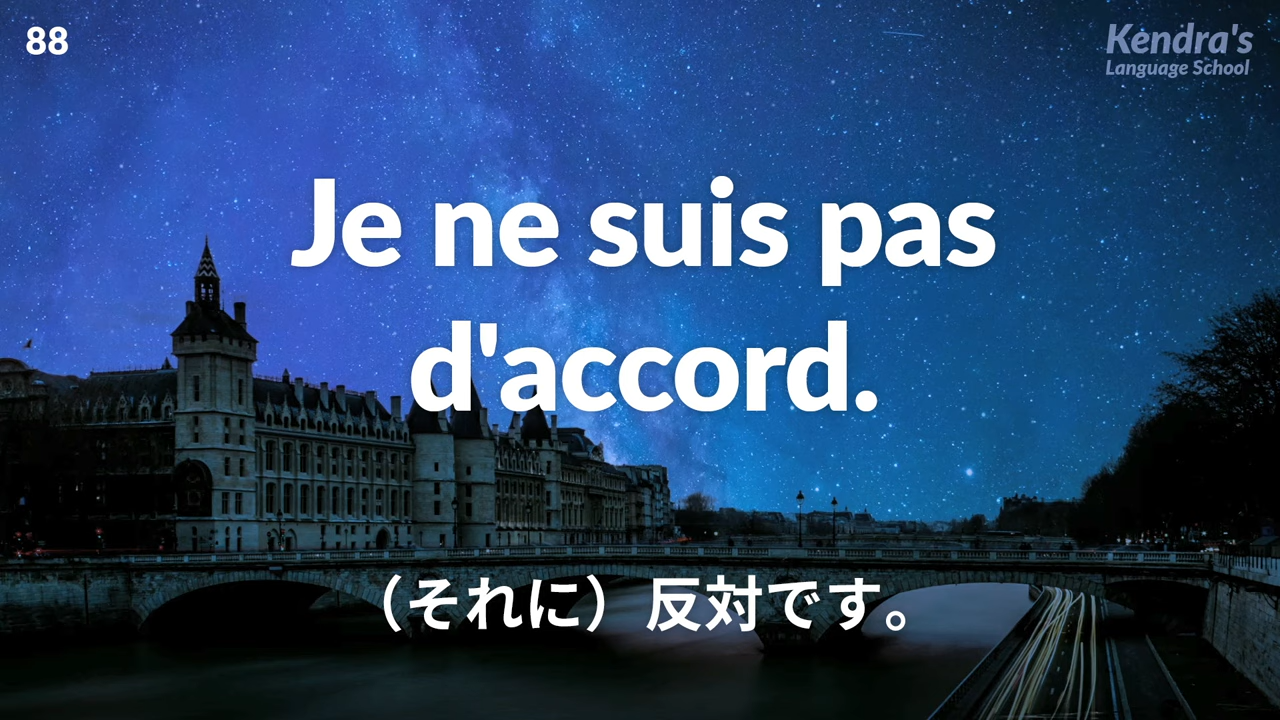 88
Kendra's
Language School
Je ne suis pas
d'accord.
（それに）反対です。